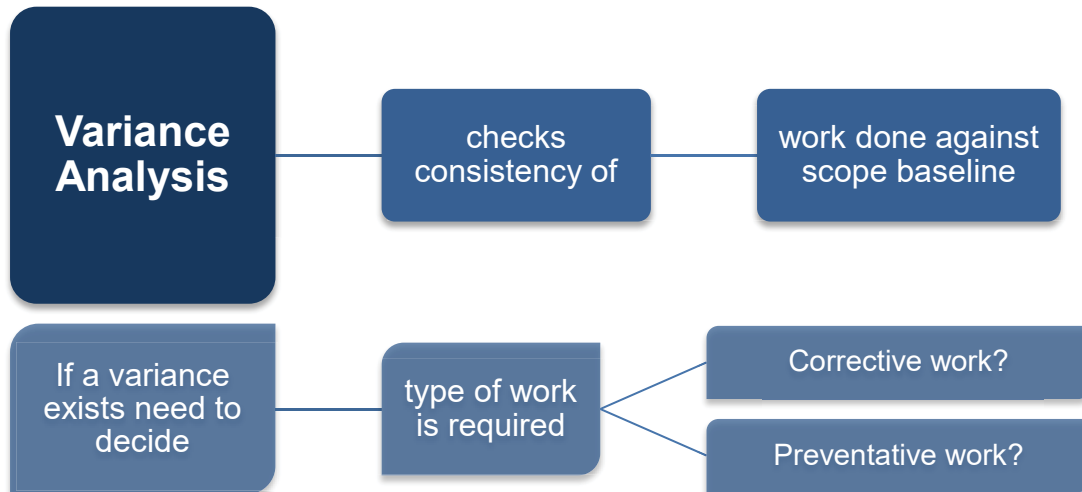 Variance
Analysis
checks
consistency of
work done against
scope baseline
If a variance
exists need to
decide
type of work
is required
Corrective work?
Preventative work?